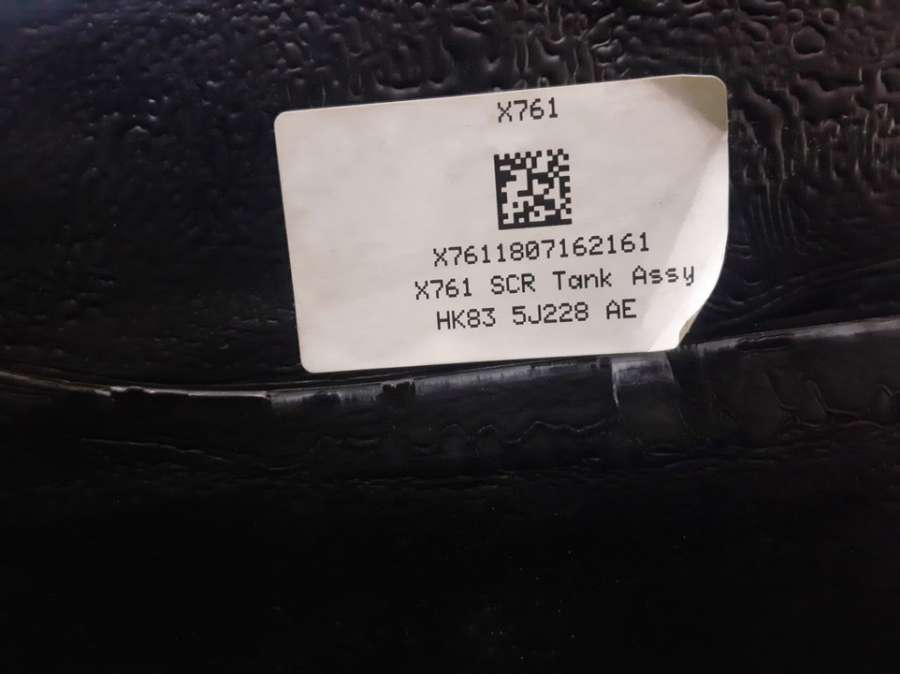 X761
X7611807162161
X761 SCR Tank Assy
HK83 5J228 AE